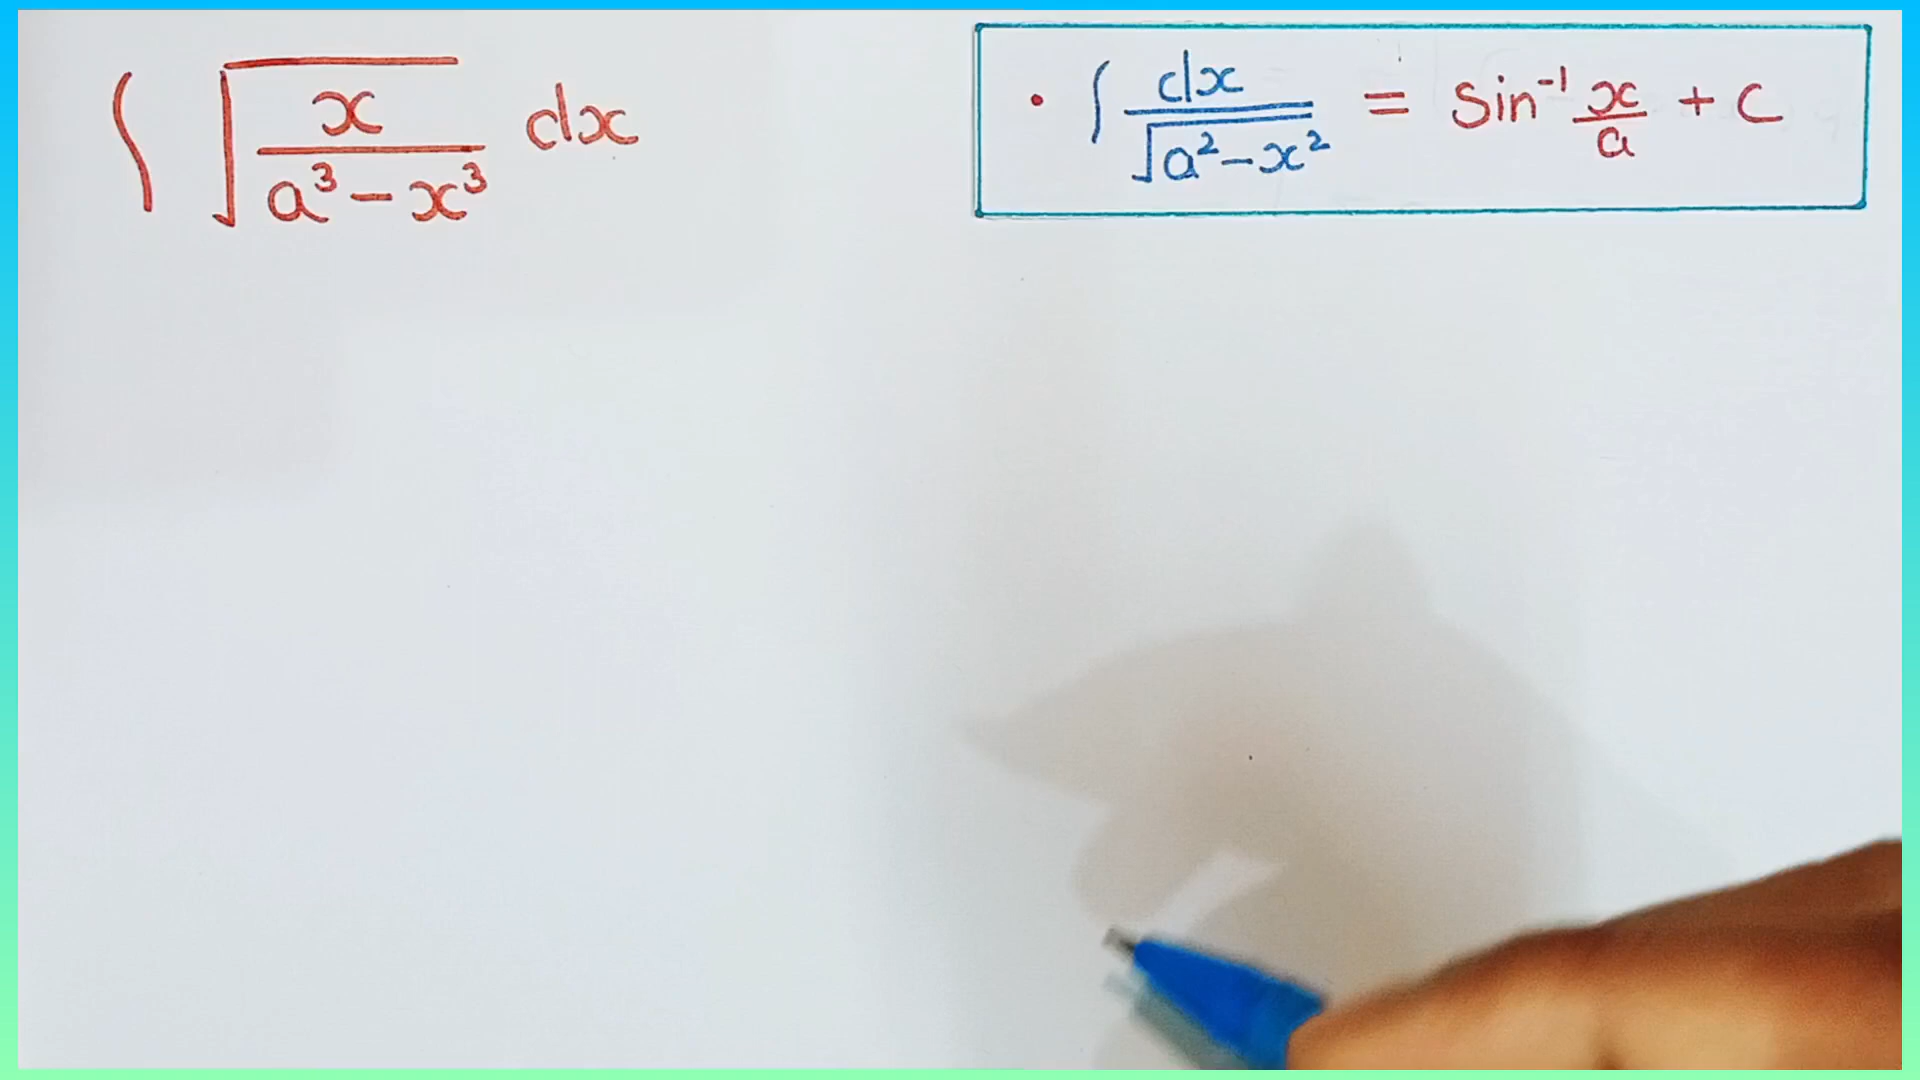 ∫ √(x/(a³ − x³)) dx
• ∫ dx/√(a² − x²) = sin⁻¹ x/a + c